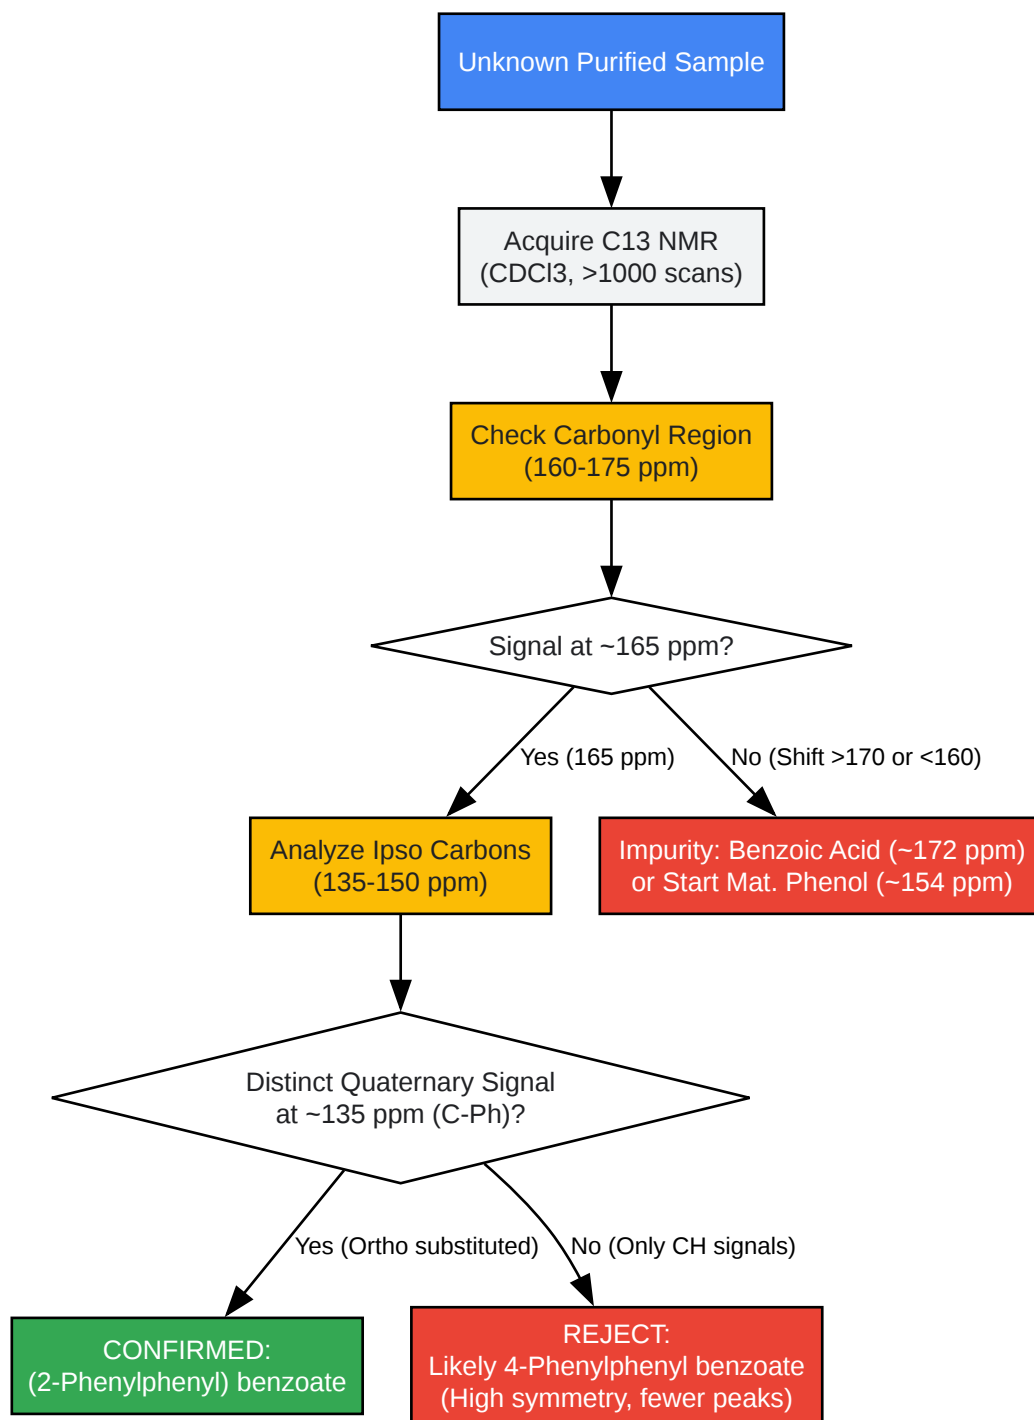 Unknown Purified Sample
Acquire C13 NMR
(CDCl3, >1000 scans)
Check Carbonyl Region
(160-175 ppm)
Signal at ~165 ppm?
Yes (165 ppm)
No (Shift >170 or <160)
Analyze Ipso Carbons
(135-150 ppm)
Impurity: Benzoic Acid (~172 ppm)
or Start Mat. Phenol (~154 ppm)
Distinct Quaternary Signal
at ~135 ppm (C-Ph)?
Yes (Ortho substituted)
No (Only CH signals)
CONFIRMED:
(2-Phenylphenyl) benzoate
REJECT:
Likely 4-Phenylphenyl benzoate
(High symmetry, fewer peaks)